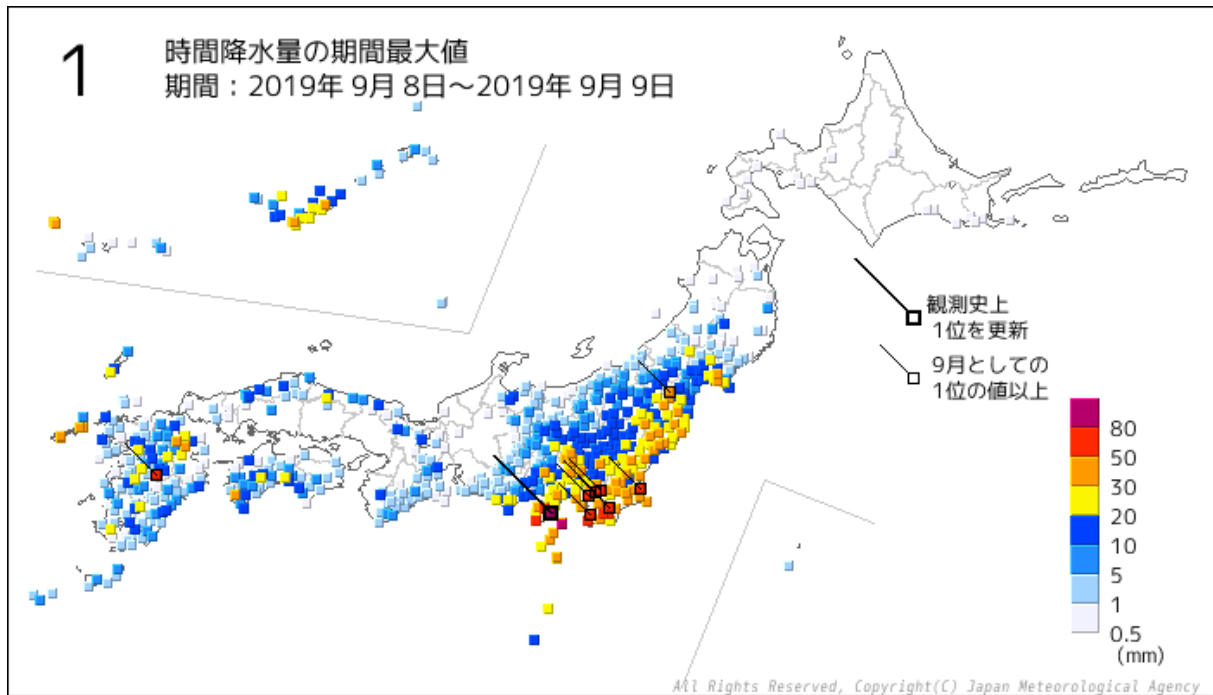 1 時間降水量の期間最大値
期間：2019年 9月 8日～2019年 9月 9日
観測史上
1位を更新
9月としての
1位の値以上
80
50
30
20
10
5
1
0.5
(mm)
All Rights Reserved, Copyright(C) Japan Meteorological Agency